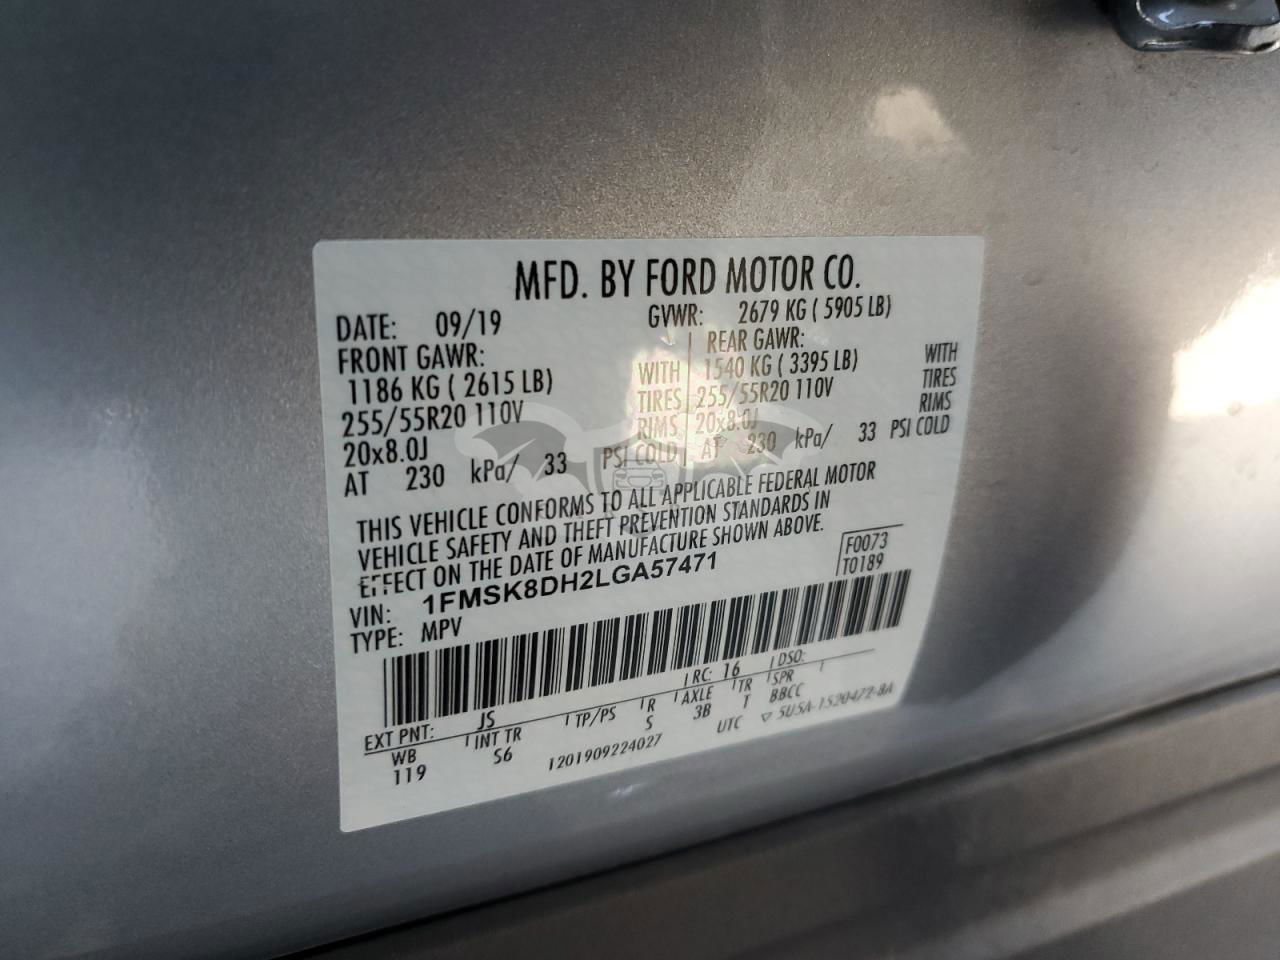 MFD. BY FORD MOTOR CO.
DATE: 09/19 GVWR: 2679 KG ( 5905 LB)
FRONT GAWR: REAR GAWR:
1186 KG ( 2615 LB) WITH 1540 KG ( 3395 LB) WITH
255/55R20 110V TIRES 255/55R20 110V TIRES
20x8.0J RIMS 20x8.0J RIMS
AT 230 kPa/ 33 PSI COLD AT 230 kPa/ 33 PSI COLD
THIS VEHICLE CONFORMS TO ALL APPLICABLE FEDERAL MOTOR
VEHICLE SAFETY AND THEFT PREVENTION STANDARDS IN
EFFECT ON THE DATE OF MANUFACTURE SHOWN ABOVE.
VIN: 1FMSK8DH2LGA57471 F0073
TYPE: MPV T0189
EXT PNT: JS RC: 16 DSO:
WB INT TR TP/PS R AXLE TR SPR
119 S6 S 3B T BBCC
1201909224027 UTC ▽ 5U5A-1520472-BA